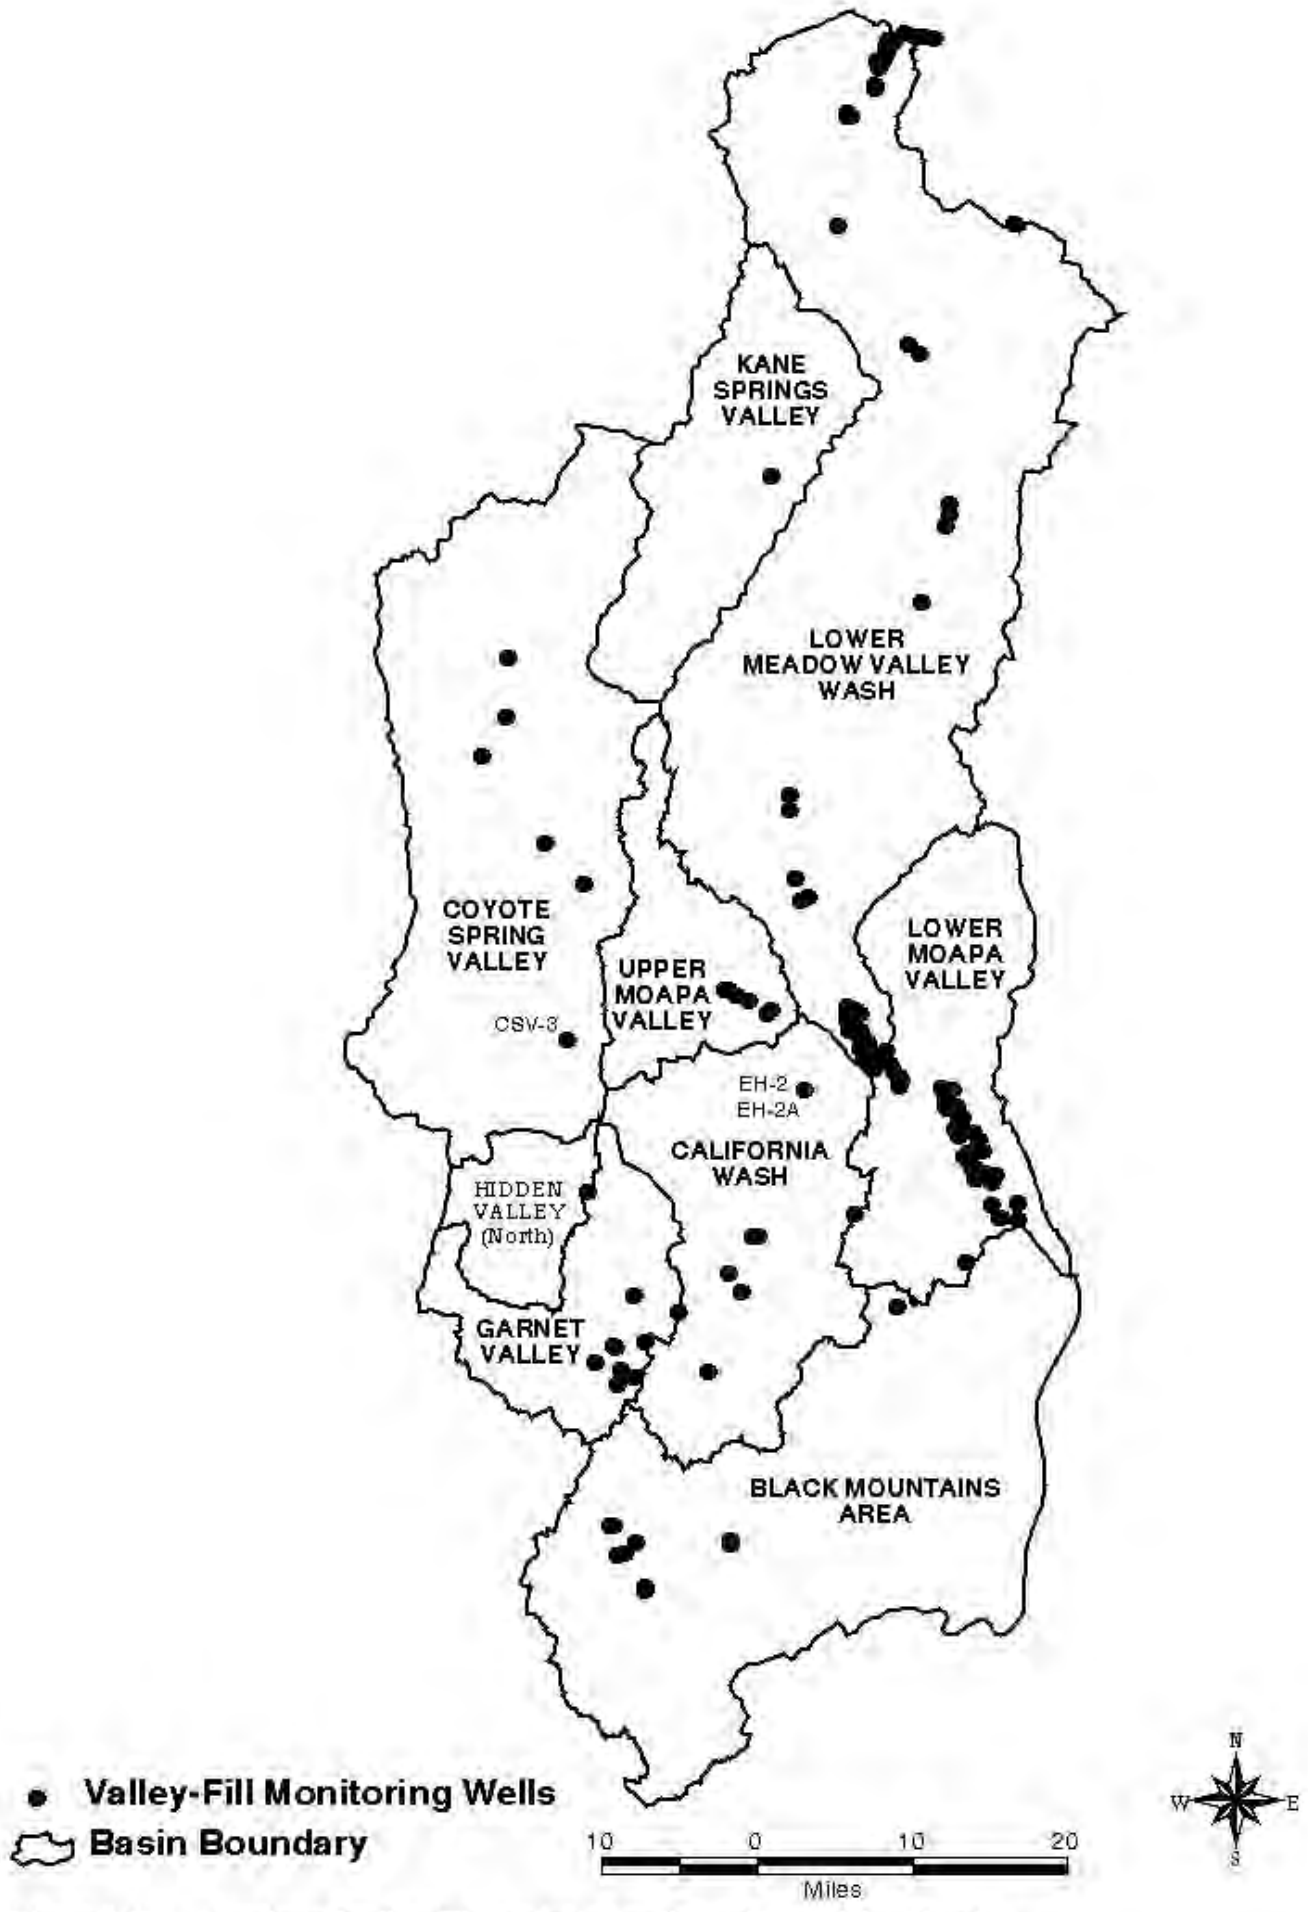 KANE
SPRINGS
VALLEY
LOWER
MEADOW VALLEY
WASH
COYOTE
SPRING
VALLEY
LOWER
MOAPA
VALLEY
UPPER
MOAPA
VALLEY
CSV-3
EH-2
EH-2A
CALIFORNIA
WASH
HIDDEN
VALLEY
(North)
GARNET
VALLEY
BLACK MOUNTAINS
AREA
N
W E
S
Valley-Fill Monitoring Wells
Basin Boundary
10 0 10 20
Miles